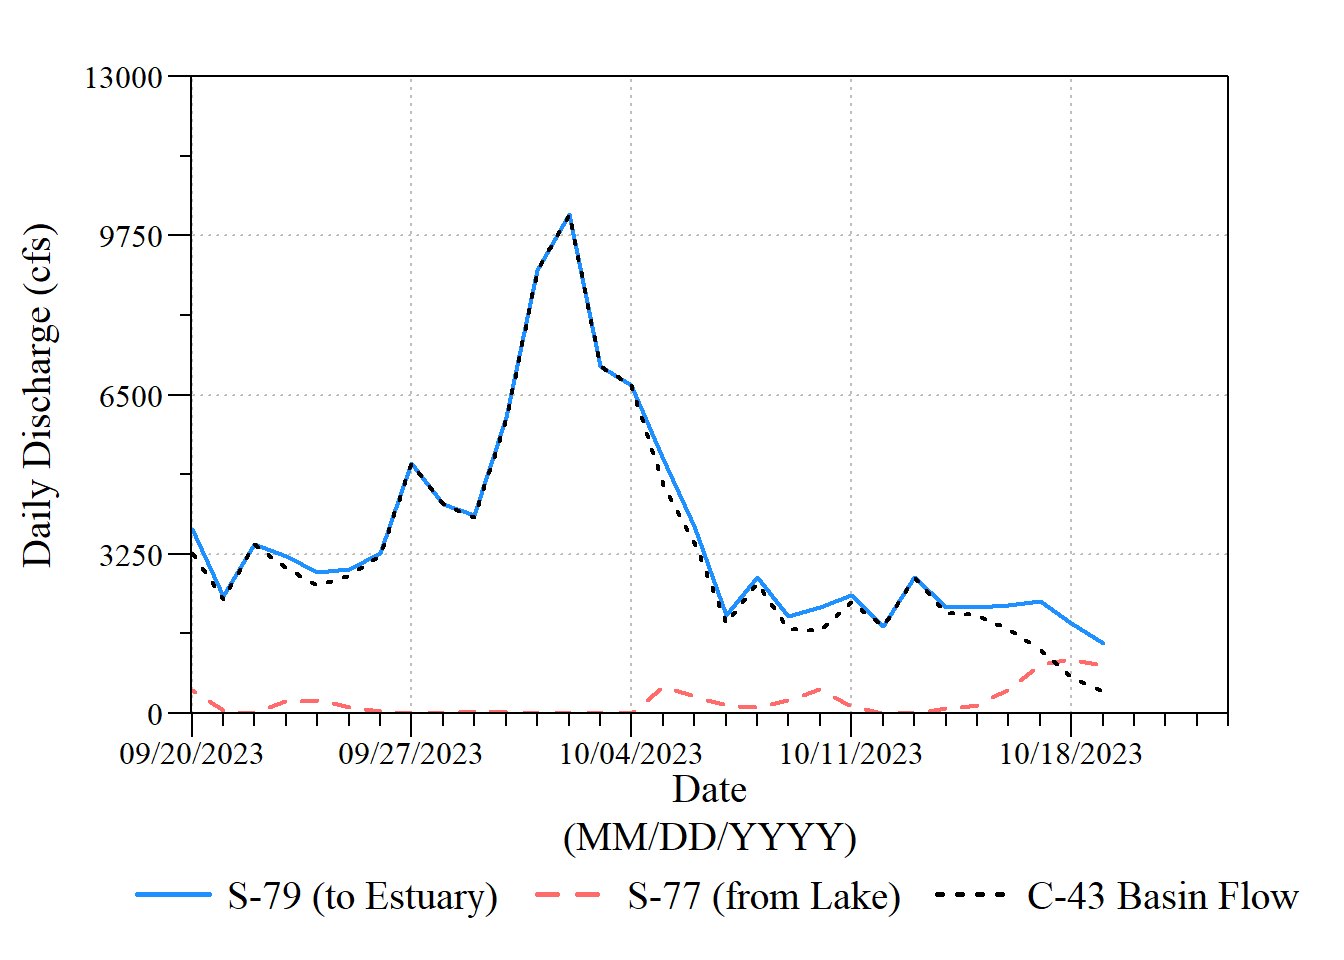 13000
9750
6500
3250
0
Daily Discharge (cfs)
09/20/2023 09/27/2023 10/04/2023 10/11/2023 10/18/2023
Date
(MM/DD/YYYY)
S-79 (to Estuary) S-77 (from Lake) C-43 Basin Flow